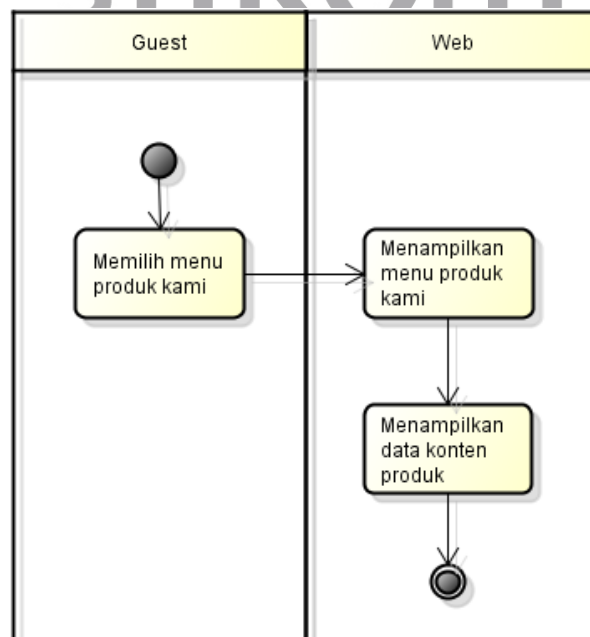 Guest
Web
Memilih menu
produk kami
Menampilkan
menu produk
kami
Menampilkan
data konten
produk